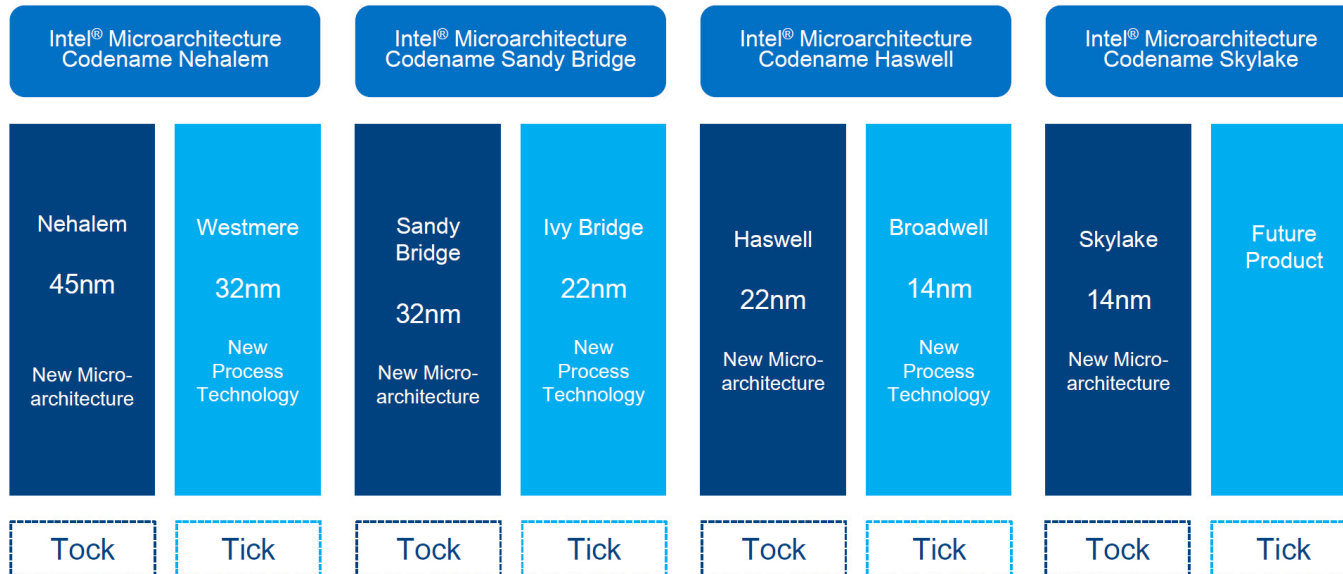 Intel® Microarchitecture
Codename Nehalem
Intel® Microarchitecture
Codename Sandy Bridge
Intel® Microarchitecture
Codename Haswell
Intel® Microarchitecture
Codename Skylake
Nehalem
45nm
New Micro-
architecture
Westmere
32nm
New
Process
Technology
Sandy
Bridge
32nm
New Micro-
architecture
Ivy Bridge
22nm
New
Process
Technology
Haswell
22nm
New Micro-
architecture
Broadwell
14nm
New
Process
Technology
Skylake
14nm
New Micro-
architecture
Future
Product
Tock
Tick
Tock
Tick
Tock
Tick
Tock
Tick